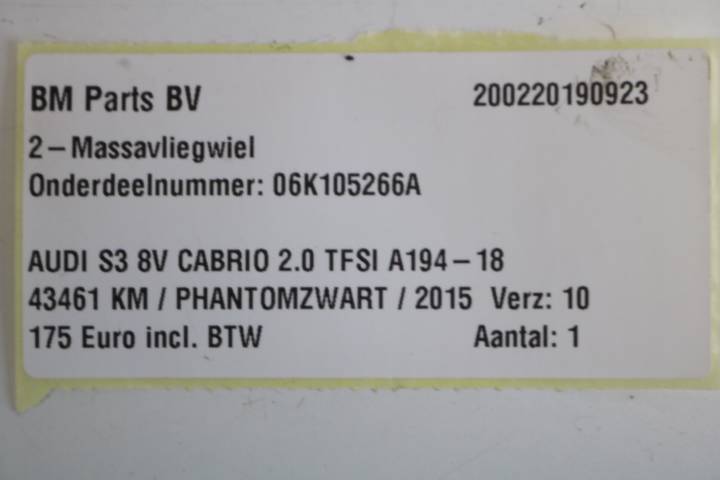 BM Parts BV 200220190923
2-Massavliegwiel
Onderdeelnummer: 06K105266A
AUDI S3 8V CABRIO 2.0 TFSI A194-18
43461 KM / PHANTOMZWART / 2015 Verz: 10
175 Euro incl. BTW Aantal: 1